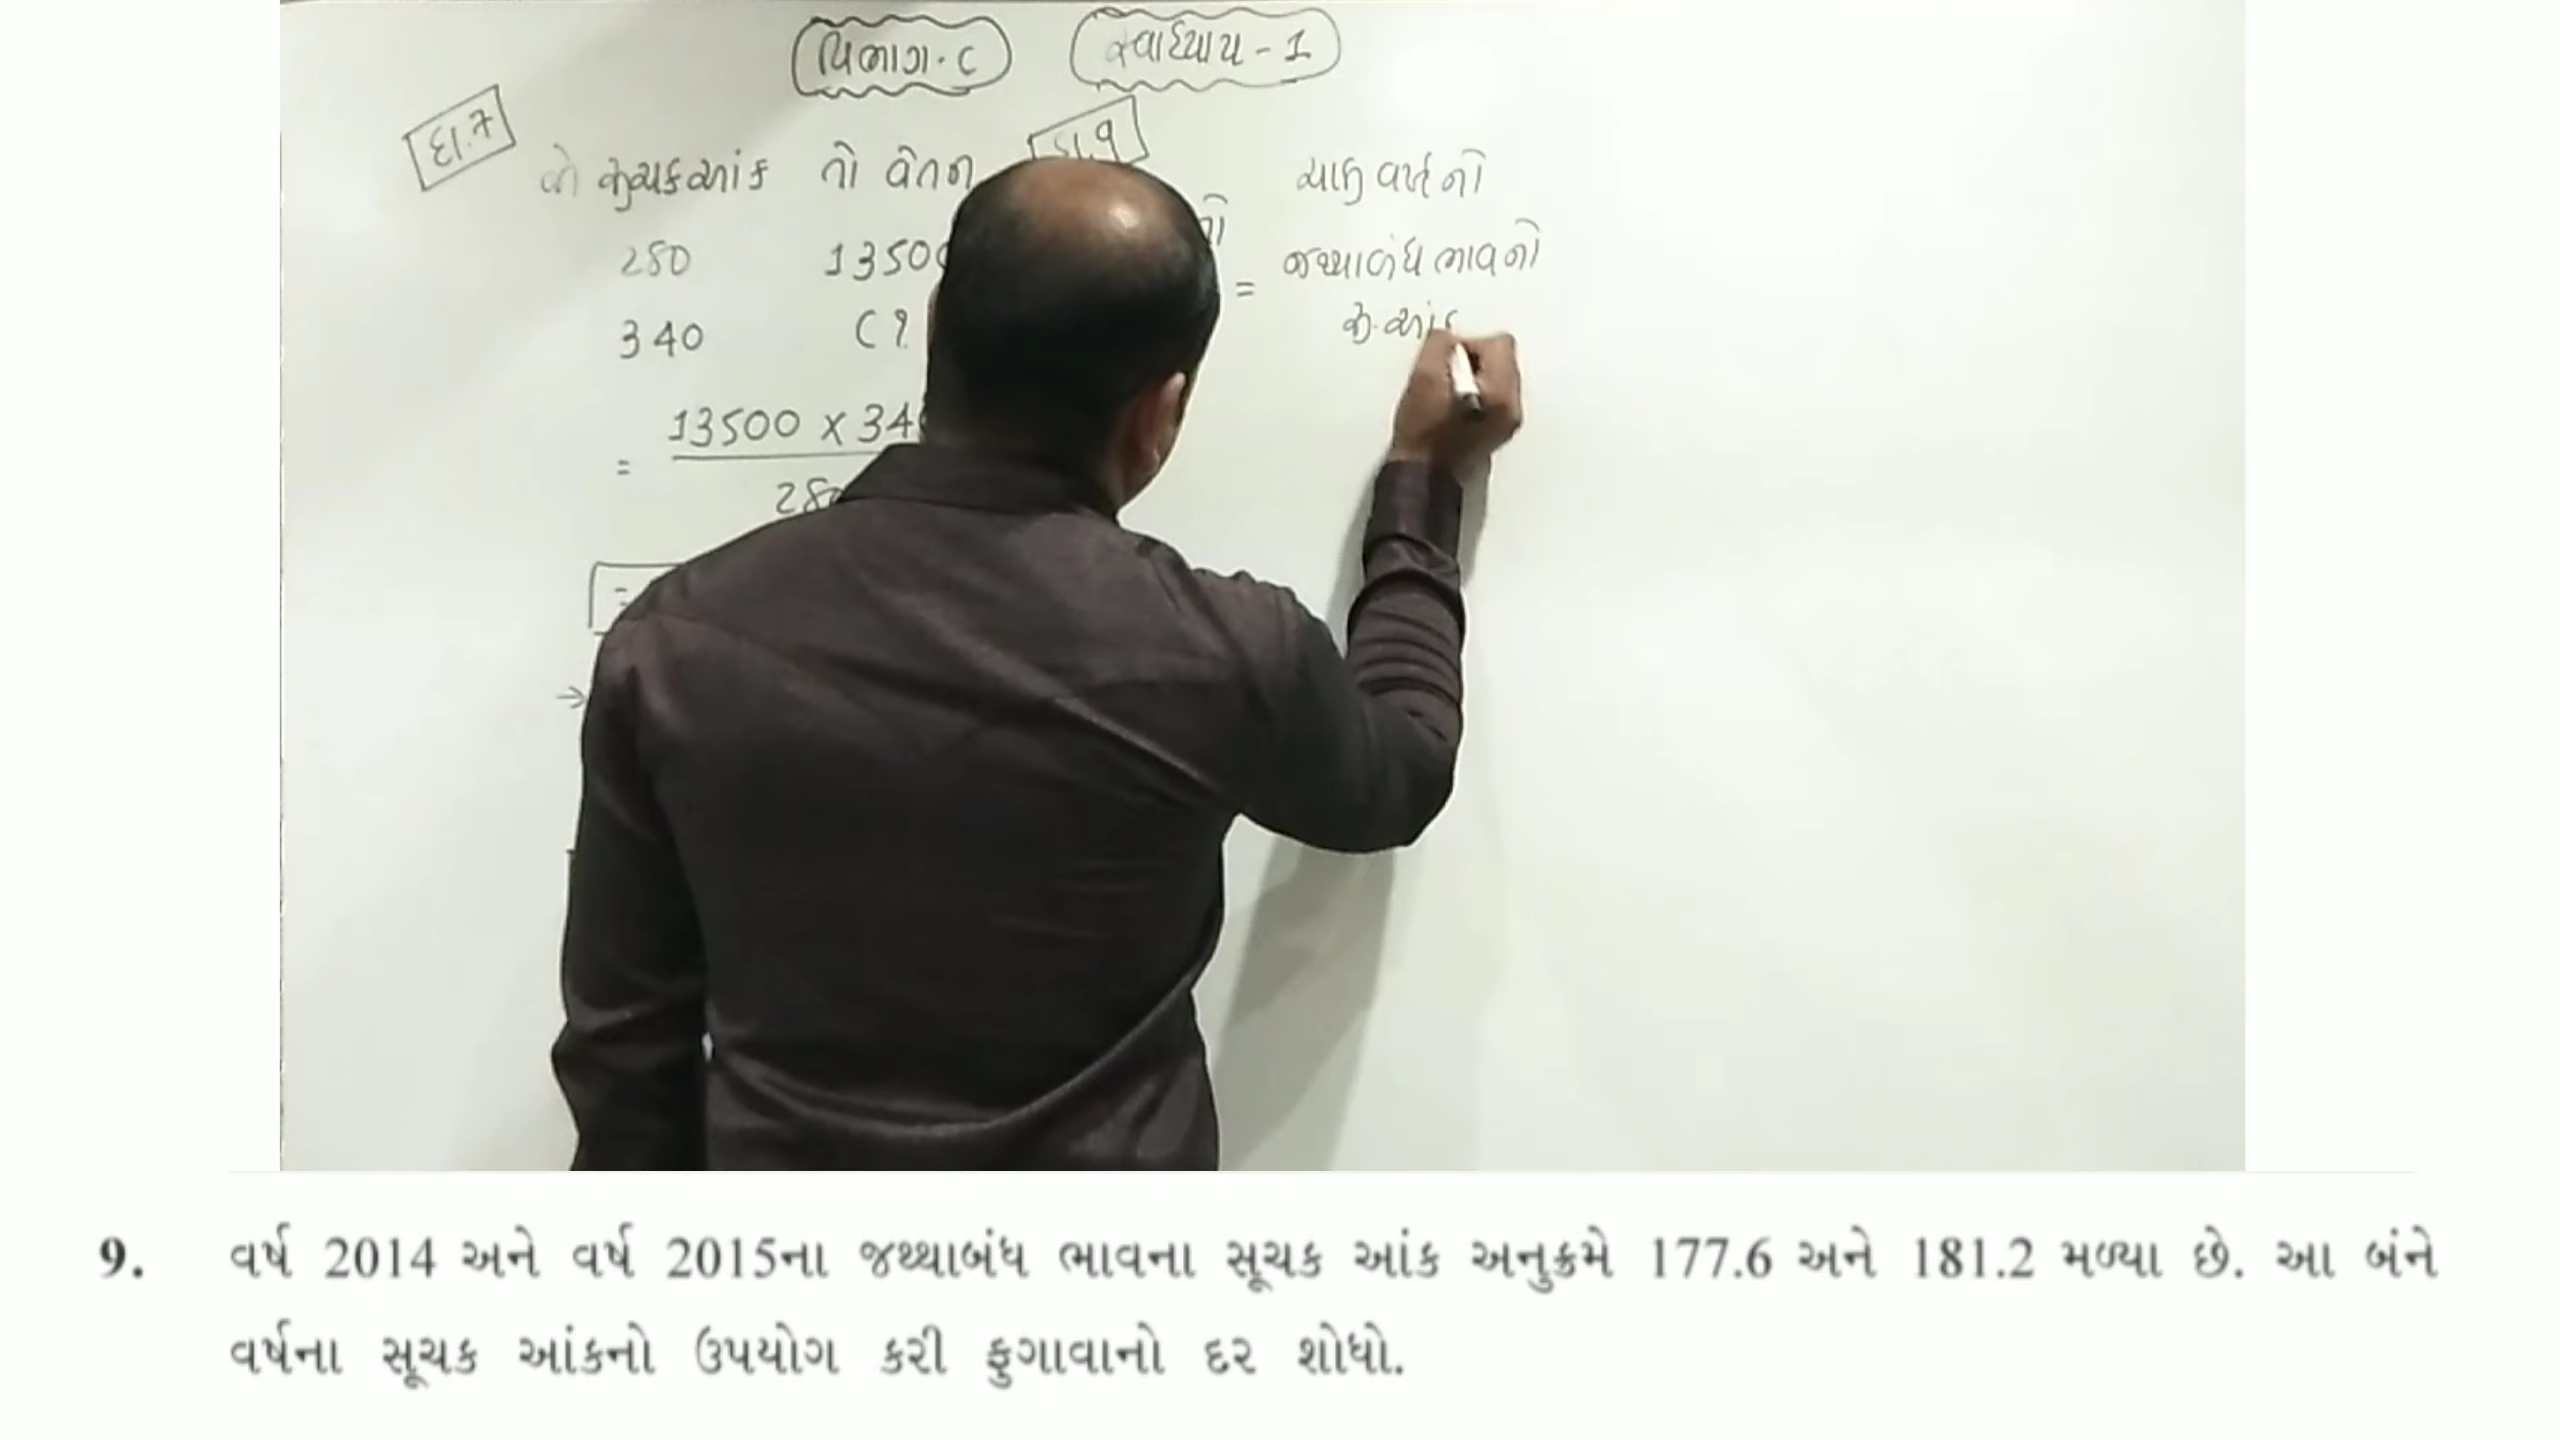 વિભાગ. C
સ્વાધ્યાય - 1
દા.7
જો સૂચકઆંક તો વેતન
280 1350
340 (?
13500 x 34
=
28
=
→
દા.9
ચાલુ વર્ષનો
જથ્થાબંધ ભાવનો
=
સૂ. આં
9. વર્ષ 2014 અને વર્ષ 2015ના જથ્થાબંધ ભાવના સૂચક આંક અનુક્રમે 177.6 અને 181.2 મળ્યા છે. આ બંને
વર્ષના સૂચક આંકનો ઉપયોગ કરી ફુગાવાનો દર શોધો.